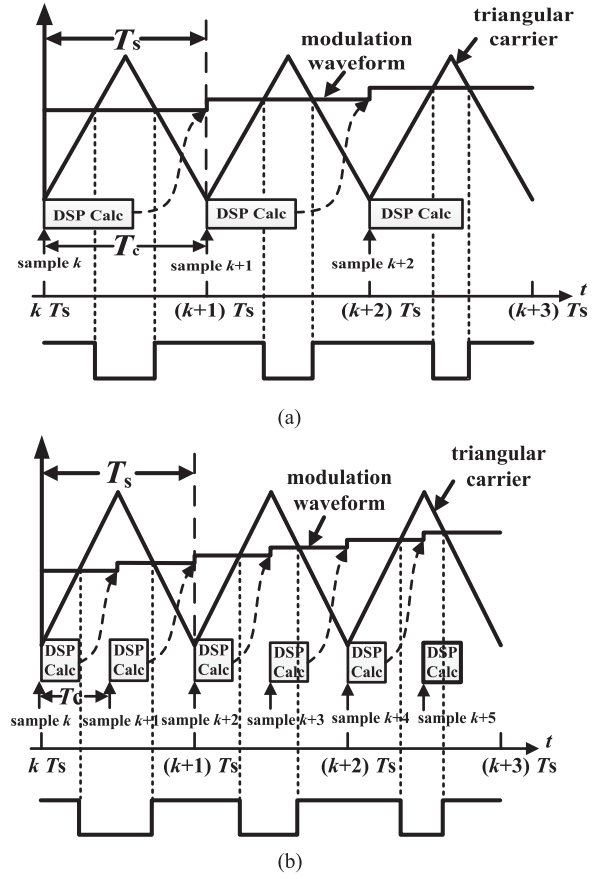 Ts
modulation
waveform
triangular
carrier
DSP Calc
DSP Calc
DSP Calc
Tc
sample k
sample k+1
sample k+2
t
k Ts
(k+1) Ts
(k+2) Ts
(k+3) Ts
(a)
Ts
modulation
waveform
triangular
carrier
DSP
Calc
DSP
Calc
DSP
Calc
DSP
Calc
DSP
Calc
DSP
Calc
Tc
sample k
sample k+1
sample k+2
sample k+3
sample k+4
sample k+5
t
k Ts
(k+1) Ts
(k+2) Ts
(k+3) Ts
(b)